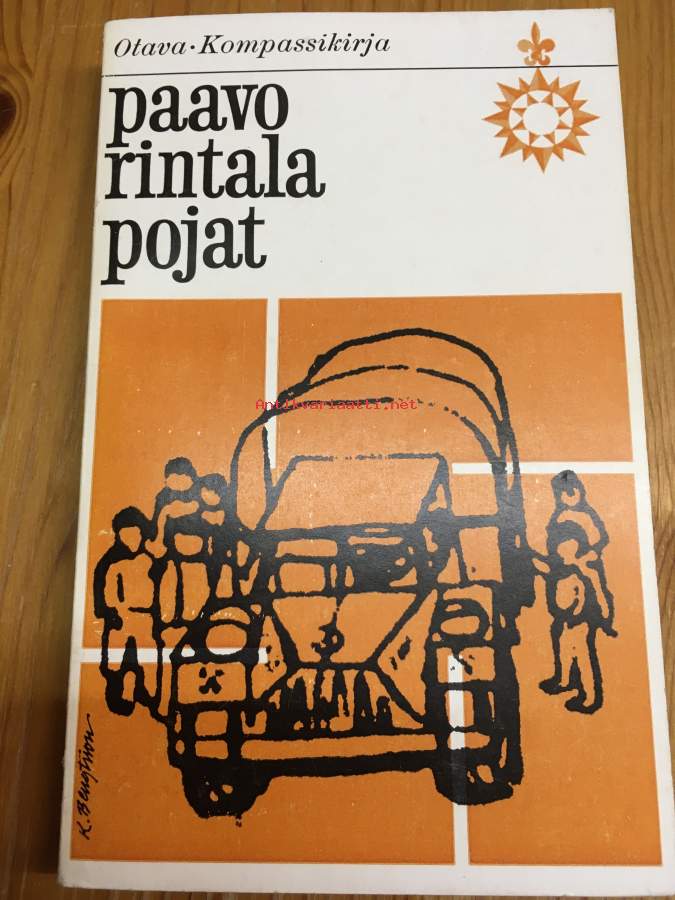 Otava • Kompassikirja
paavo
rintala
pojat
Antikvariaatti.net
K. Bengtsson